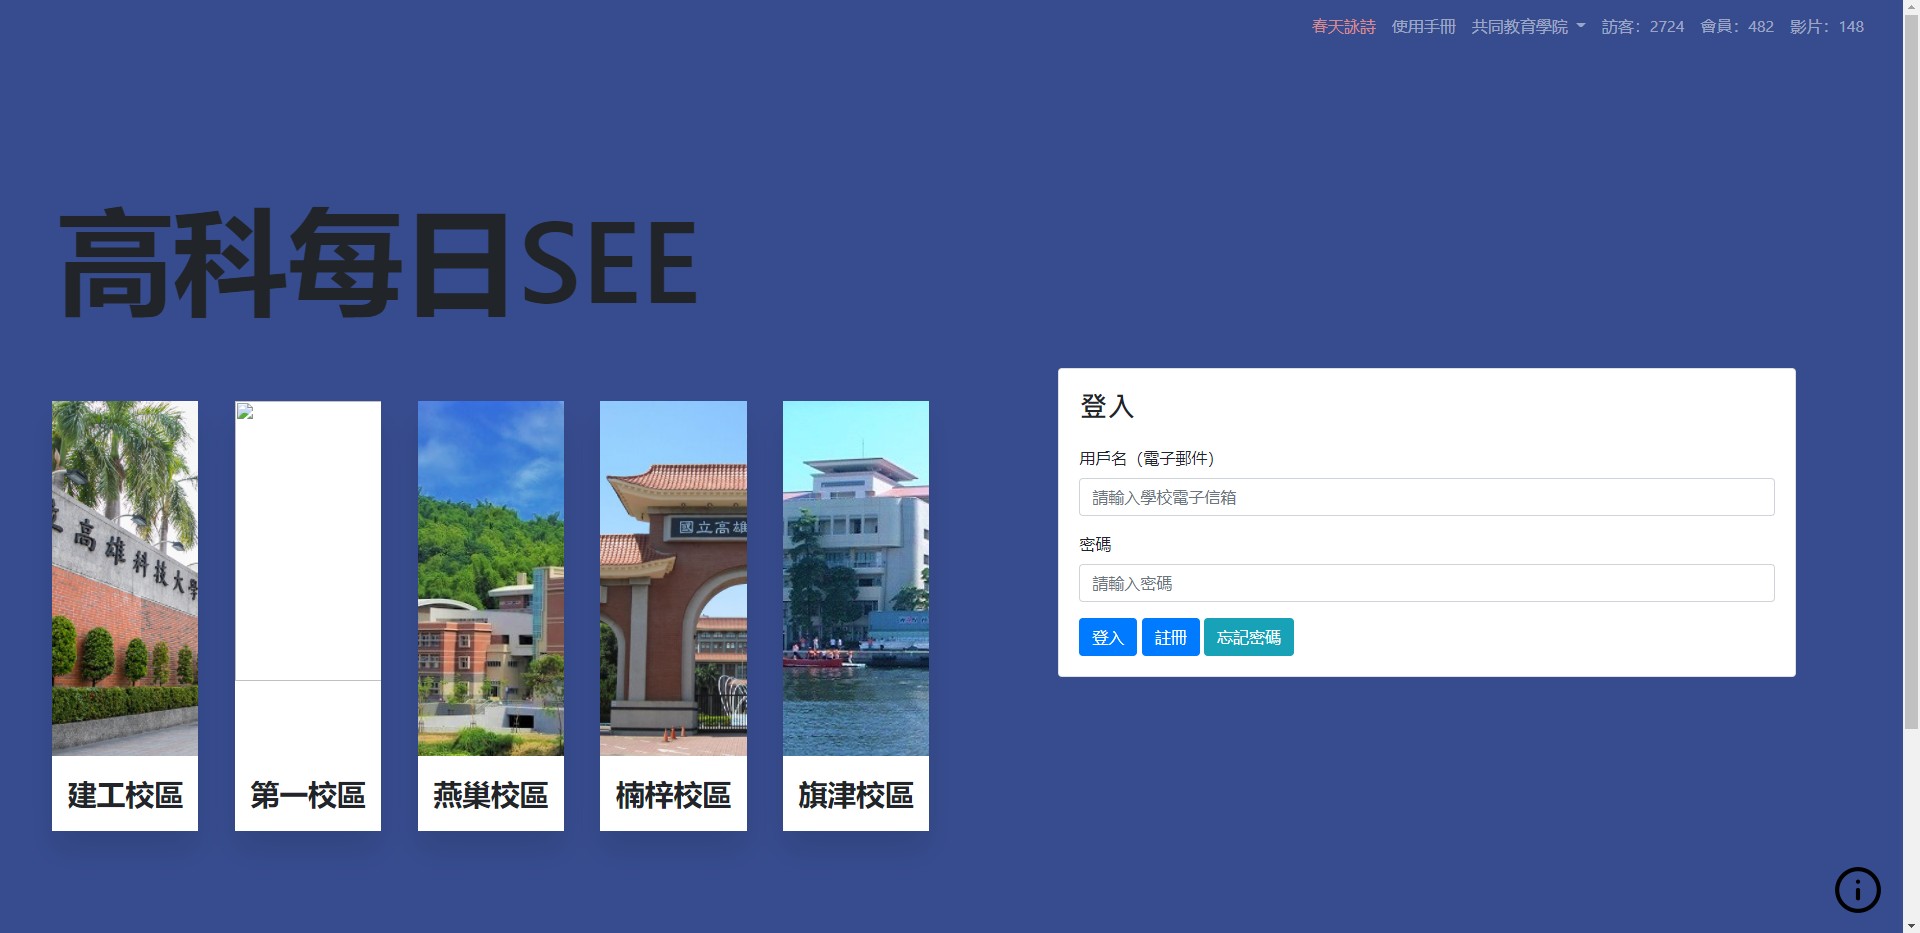 春天詠詩 使用手冊 共同教育學院 訪客：2724 會員：482 影片：148
高科每日SEE
立高雄科技大學
國立高雄
建工校區
第一校區
燕巢校區
楠梓校區
旗津校區
登入
用戶名（電子郵件）
請輸入學校電子信箱
密碼
請輸入密碼
登入 註冊 忘記密碼